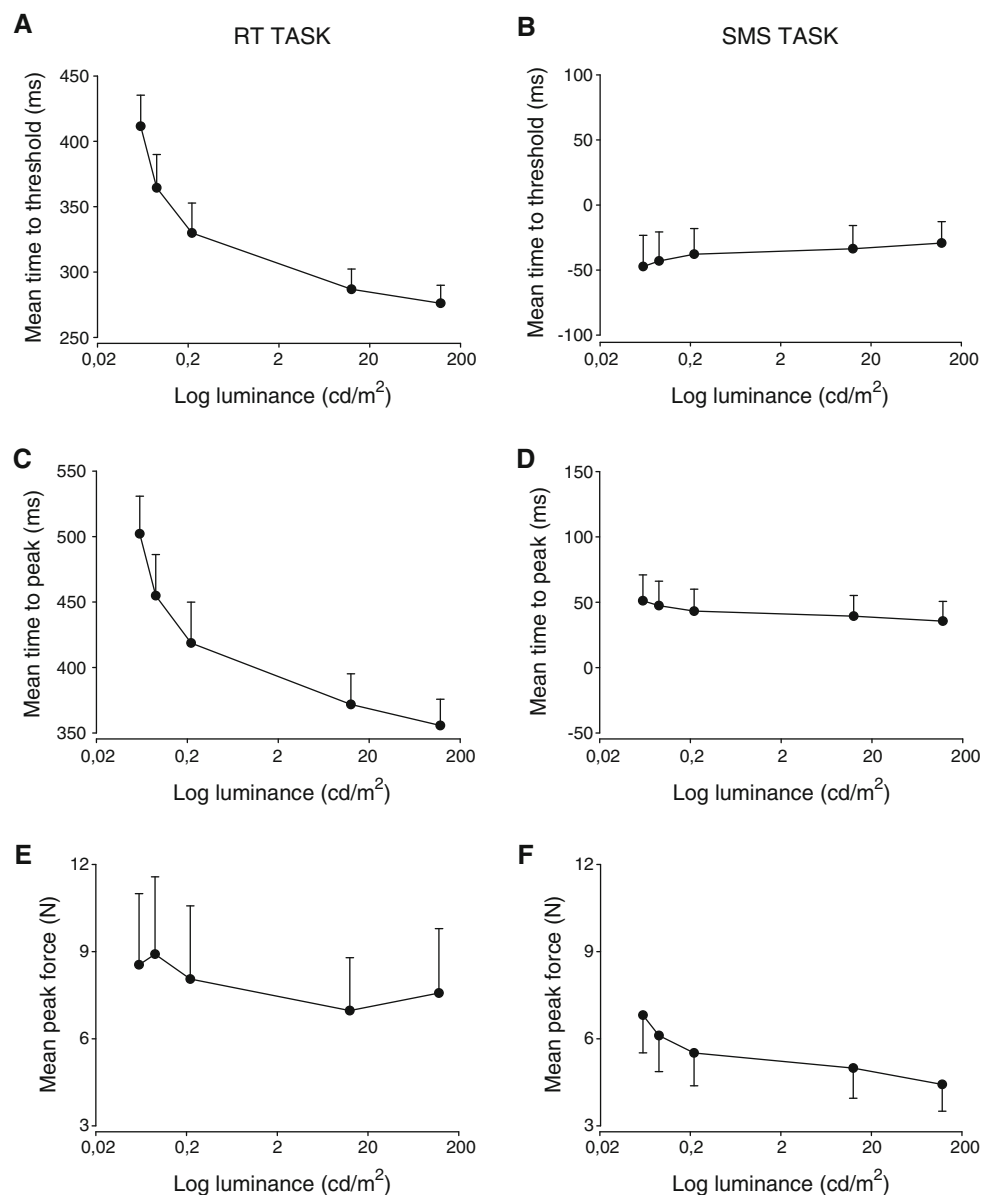 A
RT TASK
Mean time to threshold (ms)
450
400
350
300
250
0,02
0,2
2
20
200
Log luminance (cd/m²)
B
SMS TASK
Mean time to threshold (ms)
100
50
0
-50
-100
0,02
0,2
2
20
200
Log luminance (cd/m²)
C
Mean time to peak (ms)
550
500
450
400
350
0,02
0,2
2
20
200
Log luminance (cd/m²)
D
Mean time to peak (ms)
150
100
50
0
-50
0,02
0,2
2
20
200
Log luminance (cd/m²)
E
Mean peak force (N)
12
9
6
3
0,02
0,2
2
20
200
Log luminance (cd/m²)
F
Mean peak force (N)
12
9
6
3
0,02
0,2
2
20
200
Log luminance (cd/m²)